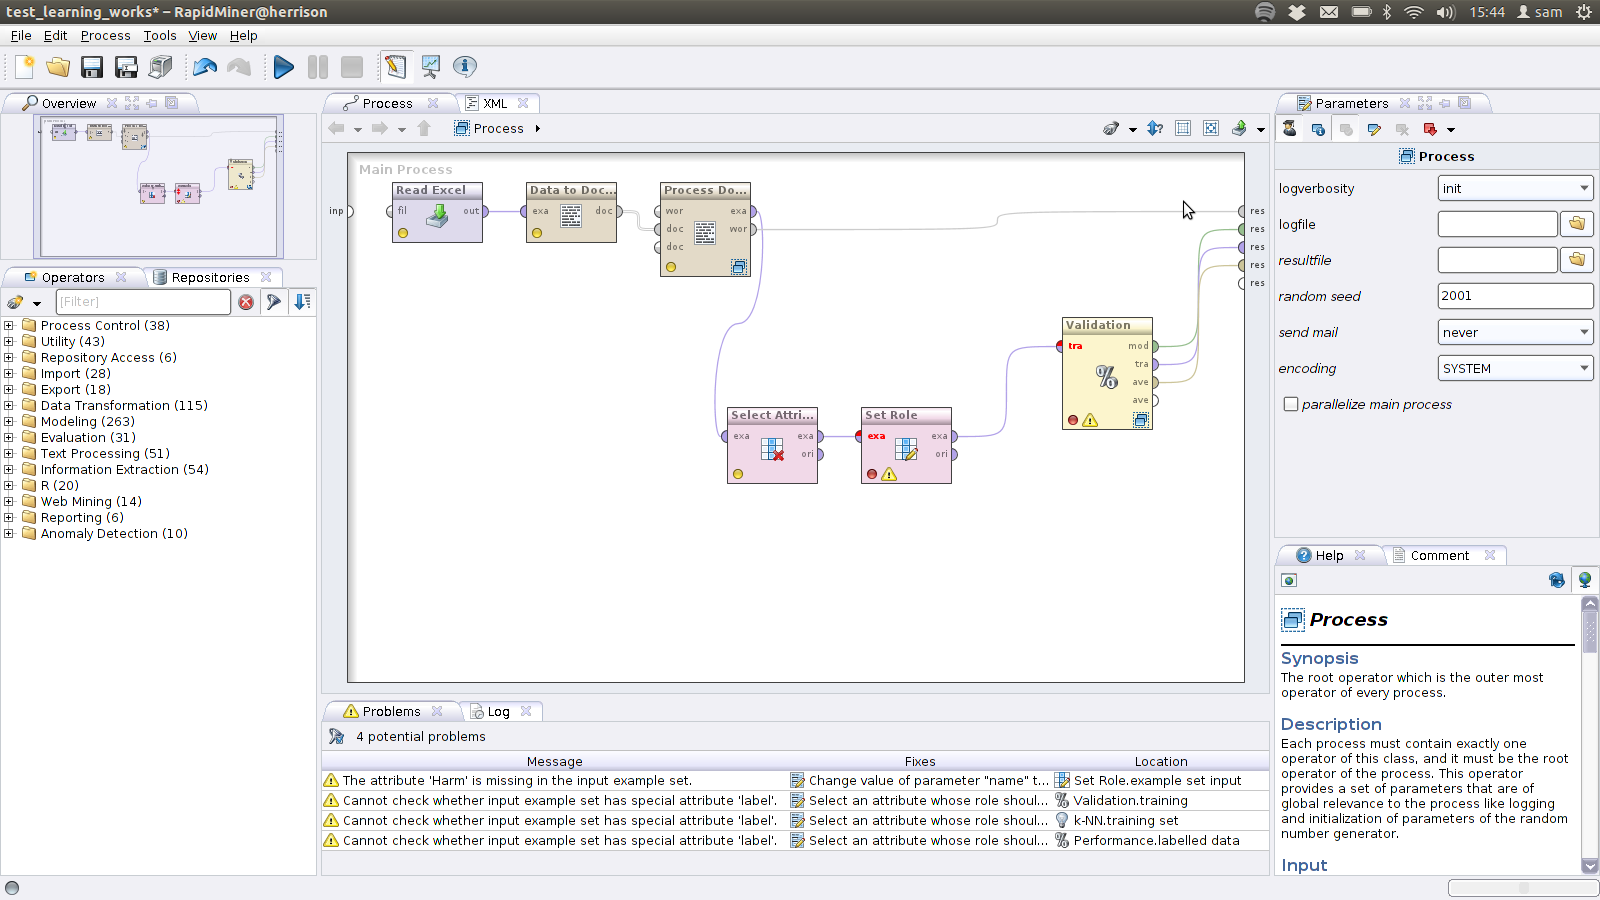 test_learning_works* – RapidMiner@herrison
15:44 sam
File Edit Process Tools View Help
Overview
Process
XML
Parameters
Process
Process
Main Process
logverbosity
init
logfile
resultfile
random seed
2001
send mail
never
encoding
SYSTEM
parallelize main process
inp
Read Excel
fil out
Data to Doc...
exa doc
Process Do...
wor exa
doc wor
doc
res
res
res
res
res
Validation
tra mod
tra
ave
ave
Select Attri...
exa exa
ori
Set Role
exa exa
ori
Operators
Repositories
[Filter]
Process Control (38)
Utility (43)
Repository Access (6)
Import (28)
Export (18)
Data Transformation (115)
Modeling (263)
Evaluation (31)
Text Processing (51)
Information Extraction (54)
R (20)
Web Mining (14)
Reporting (6)
Anomaly Detection (10)
Problems
Log
4 potential problems
Message Fixes Location
The attribute 'Harm' is missing in the input example set. Change value of parameter "name" t... Set Role.example set input
Cannot check whether input example set has special attribute 'label'. Select an attribute whose role shoul... Validation.training
Cannot check whether input example set has special attribute 'label'. Select an attribute whose role shoul... k-NN.training set
Cannot check whether input example set has special attribute 'label'. Select an attribute whose role shoul... Performance.labelled data
Help
Comment
Process
Synopsis
The root operator which is the outer most
operator of every process.
Description
Each process must contain exactly one
operator of this class, and it must be the root
operator of the process. This operator
provides a set of parameters that are of
global relevance to the process like logging
and initialization of parameters of the random
number generator.
Input